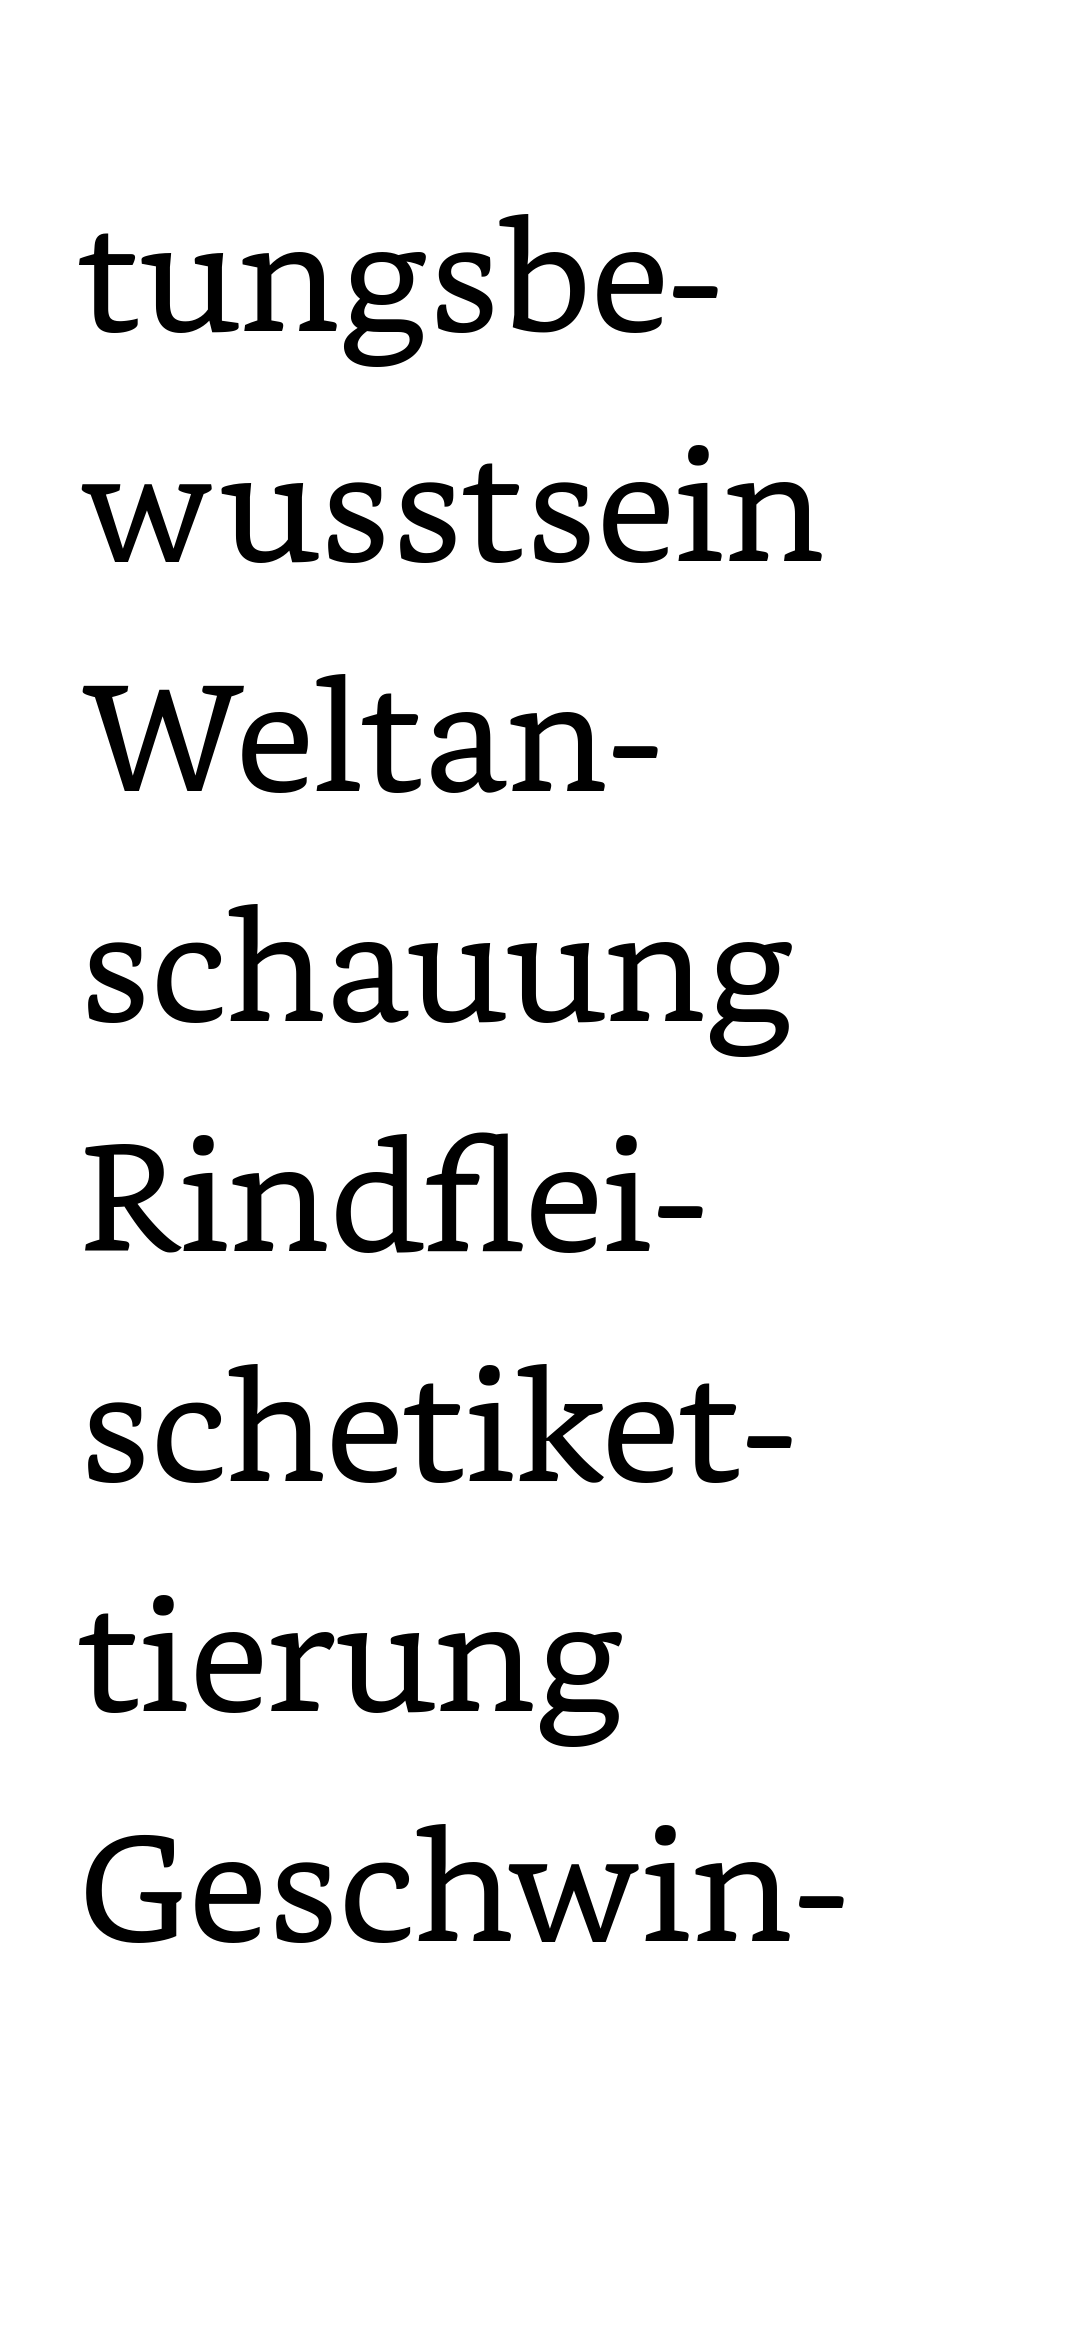 tungsbe-
wusstsein
Weltan-
schauung
Rindflei-
schetiket-
tierung
Geschwin-